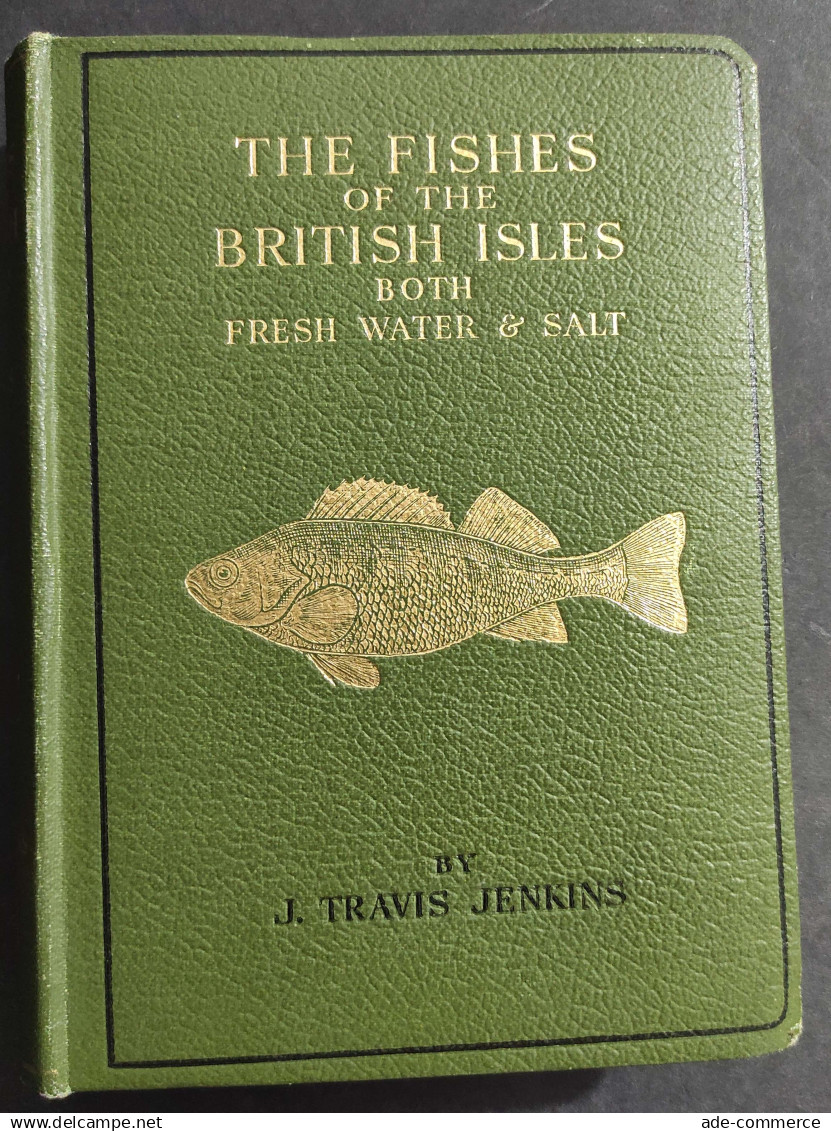 THE FISHES
OF THE
BRITISH ISLES
BOTH
FRESH WATER & SALT
BY
J. TRAVIS JENKINS
www.delcampe.net
ade-commerce